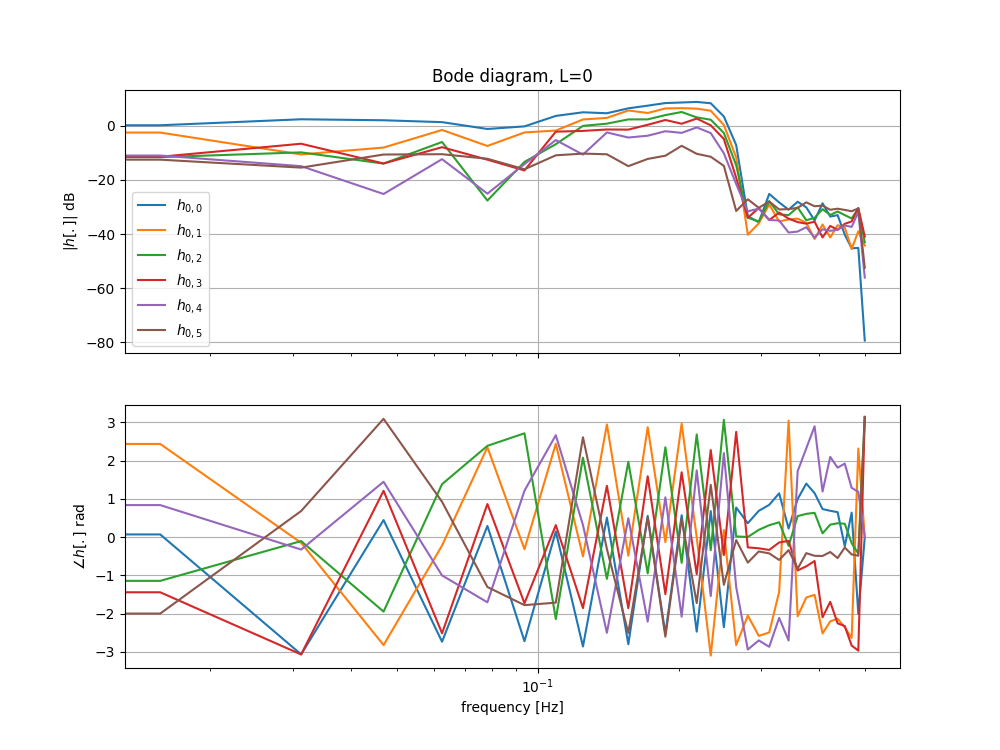 Bode diagram, L=0
|h[.]| dB
0
−20
−40
−60
−80
h0,0
h0,1
h0,2
h0,3
h0,4
h0,5
∠h[.] rad
3
2
1
0
−1
−2
−3
10−1
frequency [Hz]